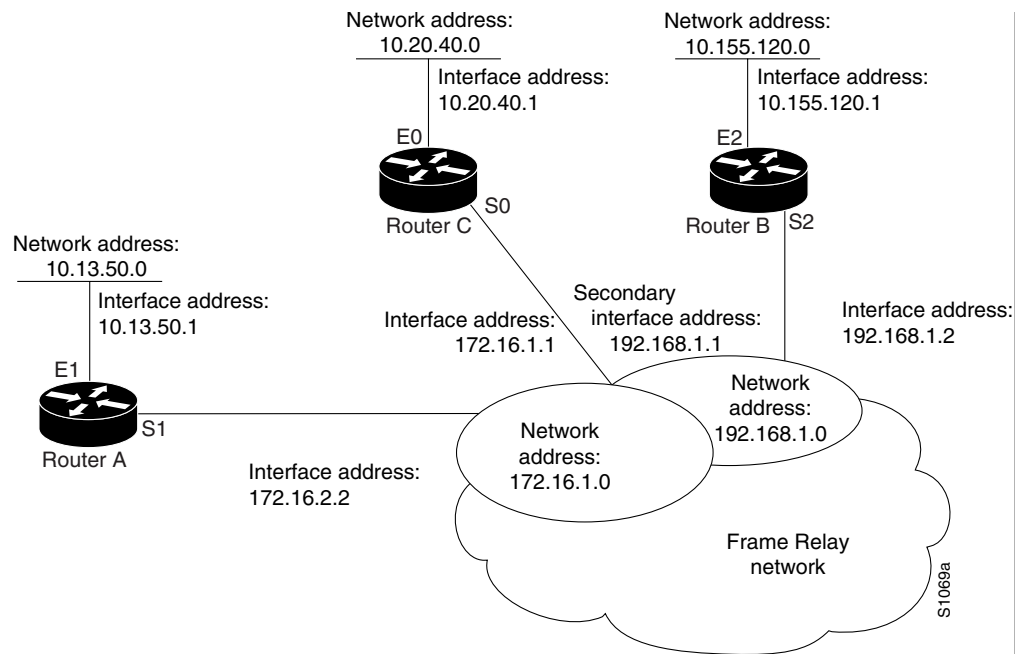 Network address:
10.20.40.0
Interface address:
10.20.40.1
E0
S0
Router C
Network address:
10.155.120.0
Interface address:
10.155.120.1
E2
S2
Router B
Network address:
10.13.50.0
Interface address:
10.13.50.1
E1
S1
Router A
Interface address:
172.16.1.1
Secondary
interface address:
192.168.1.1
Interface address:
192.168.1.2
Interface address:
172.16.2.2
Network
address:
172.16.1.0
Network
address:
192.168.1.0
Frame Relay
network
S1069a